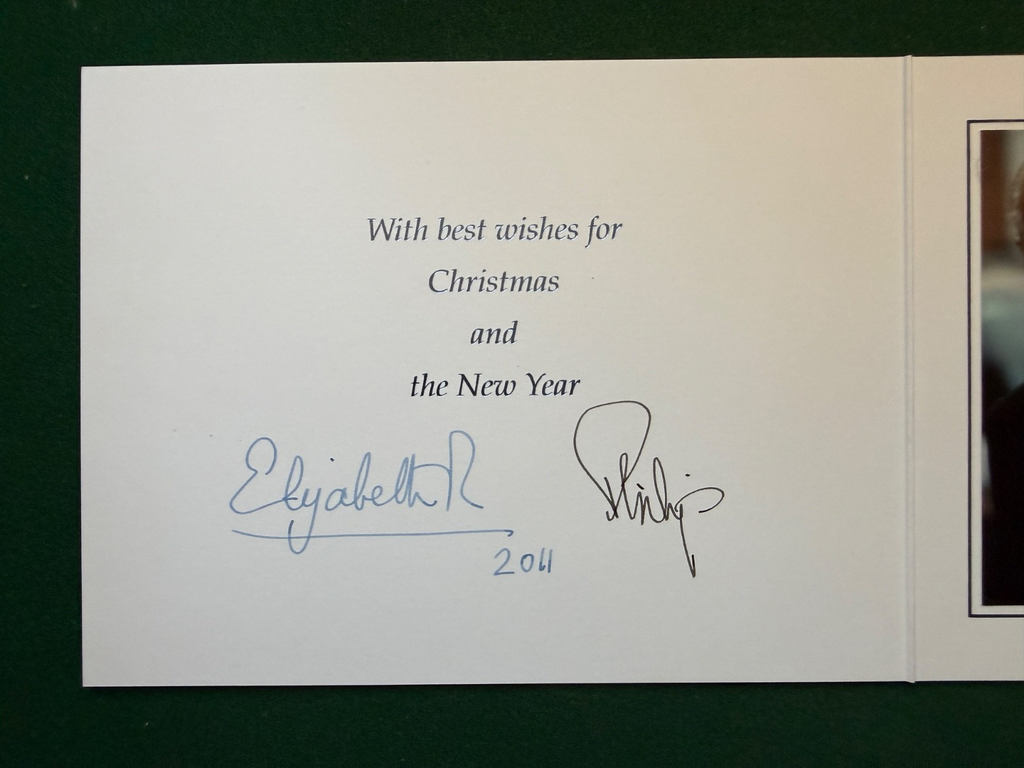 With best wishes for
Christmas
and
the New Year
Elizabeth R
Philip
2011